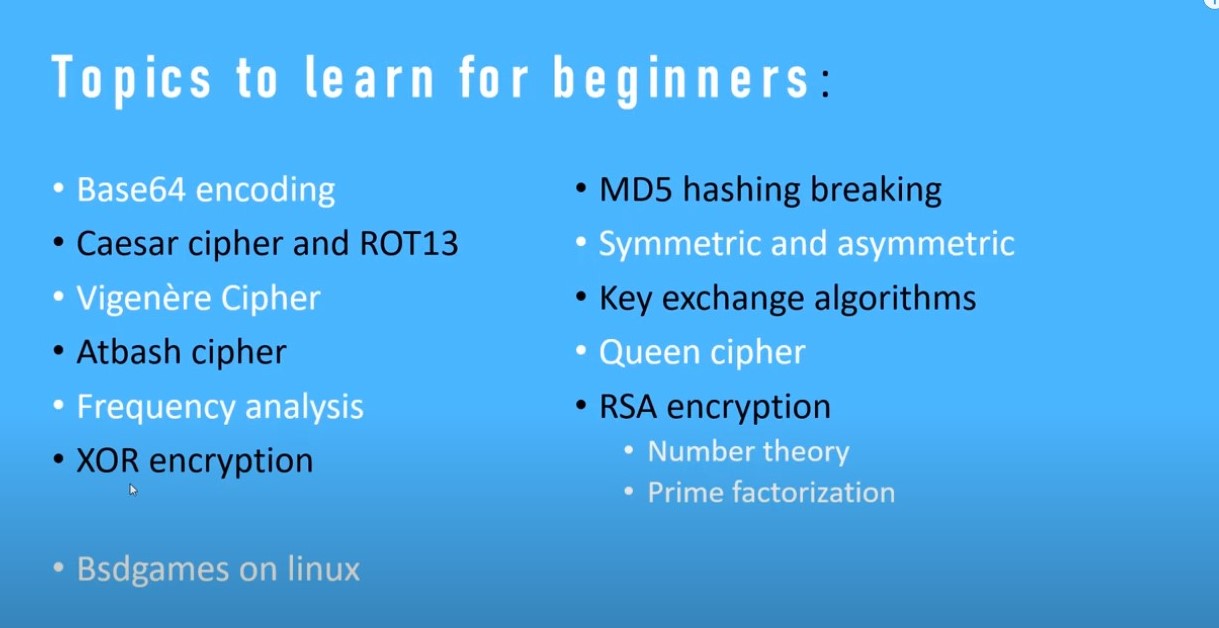 Topics to learn for beginners:
• Base64 encoding
• Caesar cipher and ROT13
• Vigenère Cipher
• Atbash cipher
• Frequency analysis
• XOR encryption
• Bsdgames on linux
• MD5 hashing breaking
• Symmetric and asymmetric
• Key exchange algorithms
• Queen cipher
• RSA encryption
• Number theory
• Prime factorization